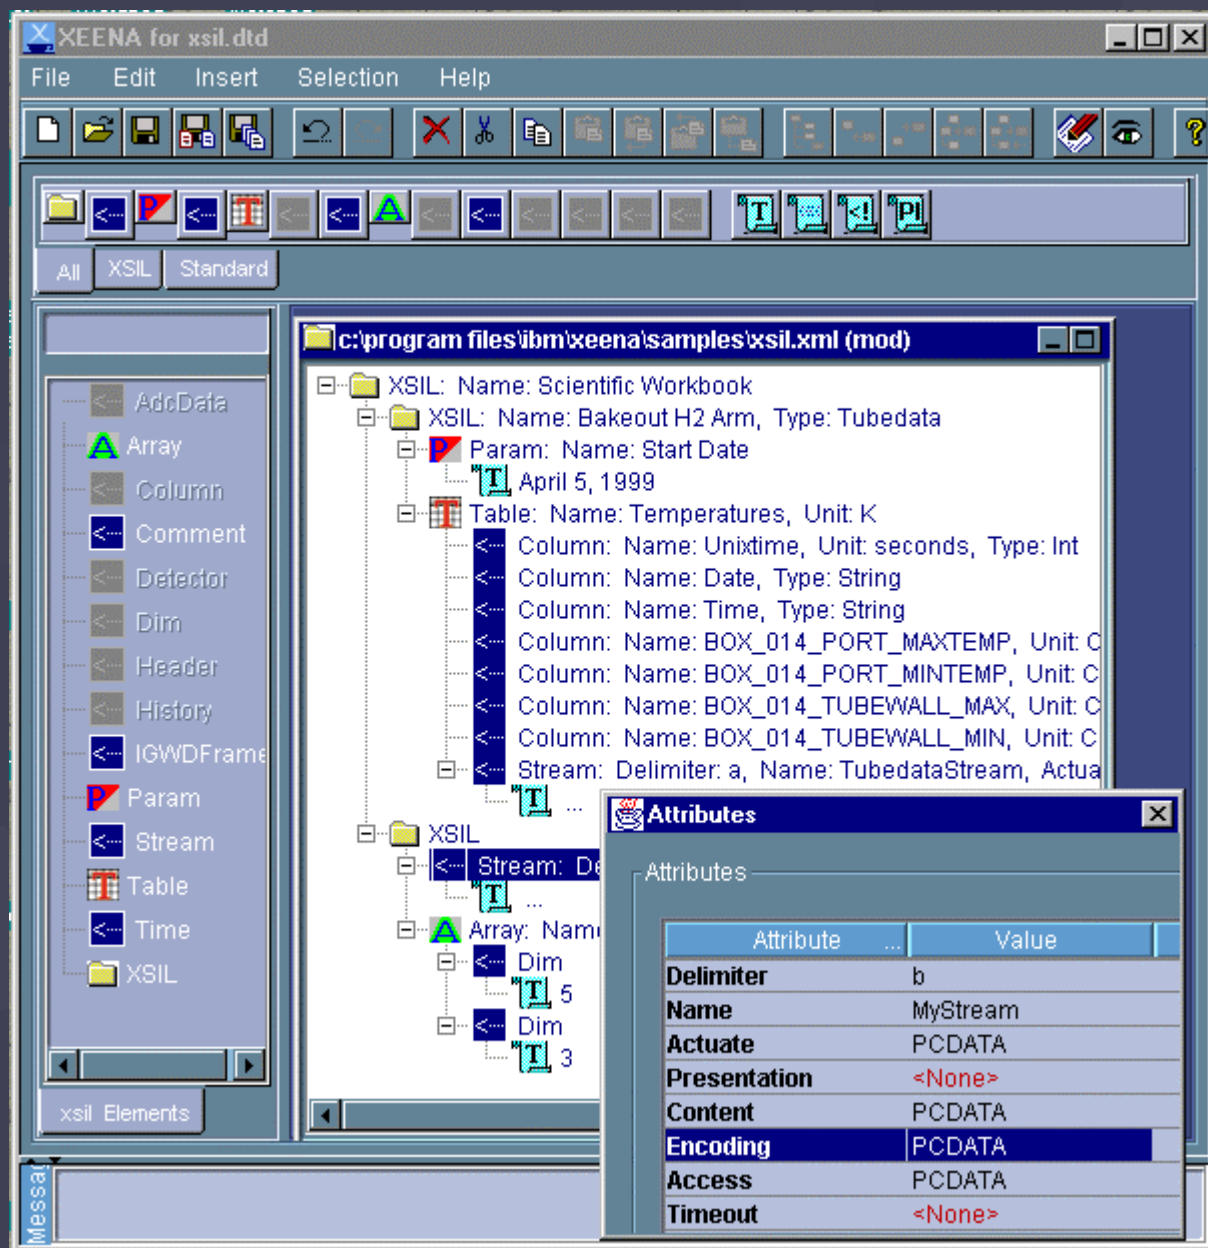 XEENA for xsil.dtd
File Edit Insert Selection Help
T <! PI
All XSIL Standard
c:\program files\ibm\xeena\samples\xsil.xml (mod)
AdcData
Array
Column
Comment
Detector
Dim
Header
History
IGWDFrame
Param
Stream
Table
Time
XSIL
xsil Elements
XSIL: Name: Scientific Workbook
XSIL: Name: Bakeout H2 Arm, Type: Tubedata
Param: Name: Start Date
April 5, 1999
Table: Name: Temperatures, Unit: K
Column: Name: Unixtime, Unit: seconds, Type: Int
Column: Name: Date, Type: String
Column: Name: Time, Type: String
Column: Name: BOX_014_PORT_MAXTEMP, Unit: C
Column: Name: BOX_014_PORT_MINTEMP, Unit: C
Column: Name: BOX_014_TUBEWALL_MAX, Unit: C
Column: Name: BOX_014_TUBEWALL_MIN, Unit: C
Stream: Delimiter: a, Name: TubedataStream, Actua
...
XSIL
Stream: De
...
Array: Nam
Dim
5
Dim
3
Attributes
Attributes
Attribute ... Value
Delimiter b
Name MyStream
Actuate PCDATA
Presentation <None>
Content PCDATA
Encoding PCDATA
Access PCDATA
Timeout <None>
Messag